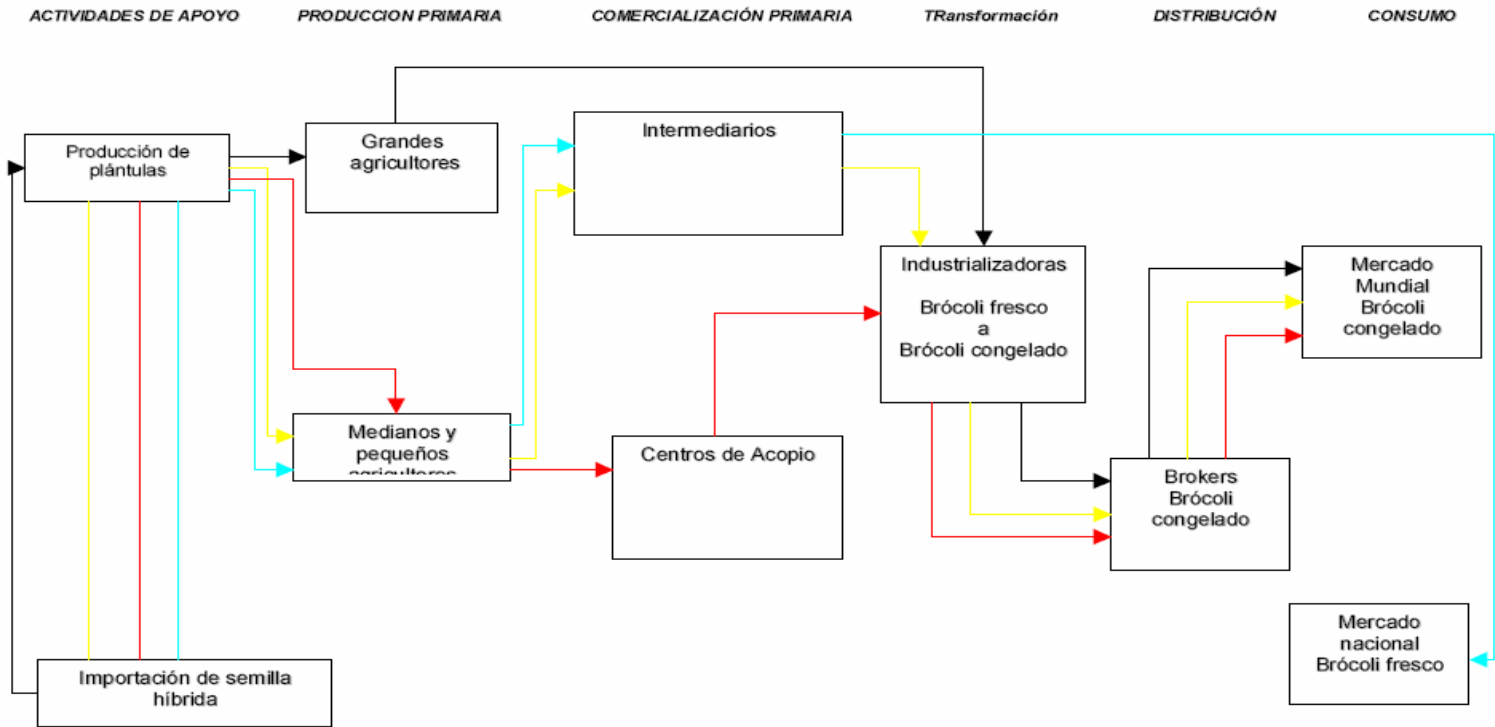 ACTIVIDADES DE APOYO
PRODUCCION PRIMARIA
COMERCIALIZACIÓN PRIMARIA
TRansformación
DISTRIBUCIÓN
CONSUMO
Producción de
plántulas
Grandes
agricultores
Intermediarios
Industrializadoras
Brócoli fresco
a
Brócoli congelado
Mercado
Mundial
Brócoli
congelado
Medianos y
pequeños
agricultores
Centros de Acopio
Brokers
Brócoli
congelado
Mercado
nacional
Brócoli fresco
Importación de semilla
híbrida